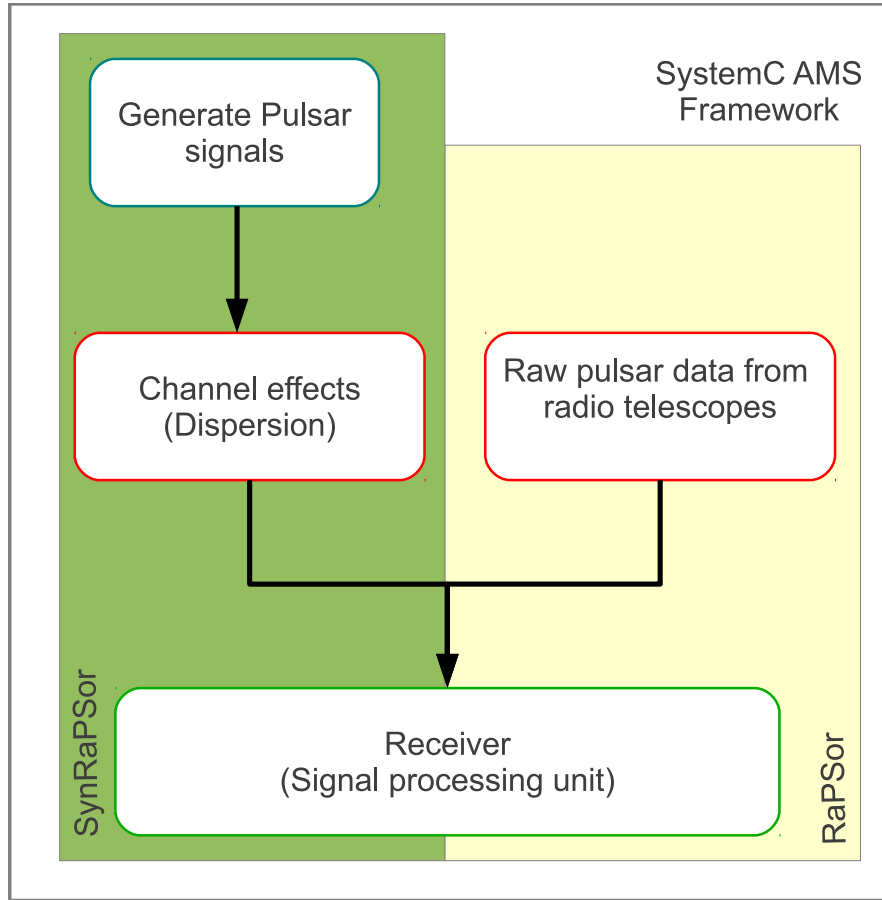 Generate Pulsar
signals
SystemC AMS
Framework
Channel effects
(Dispersion)
Raw pulsar data from
radio telescopes
SynRaPSor
Receiver
(Signal processing unit)
RaPSor